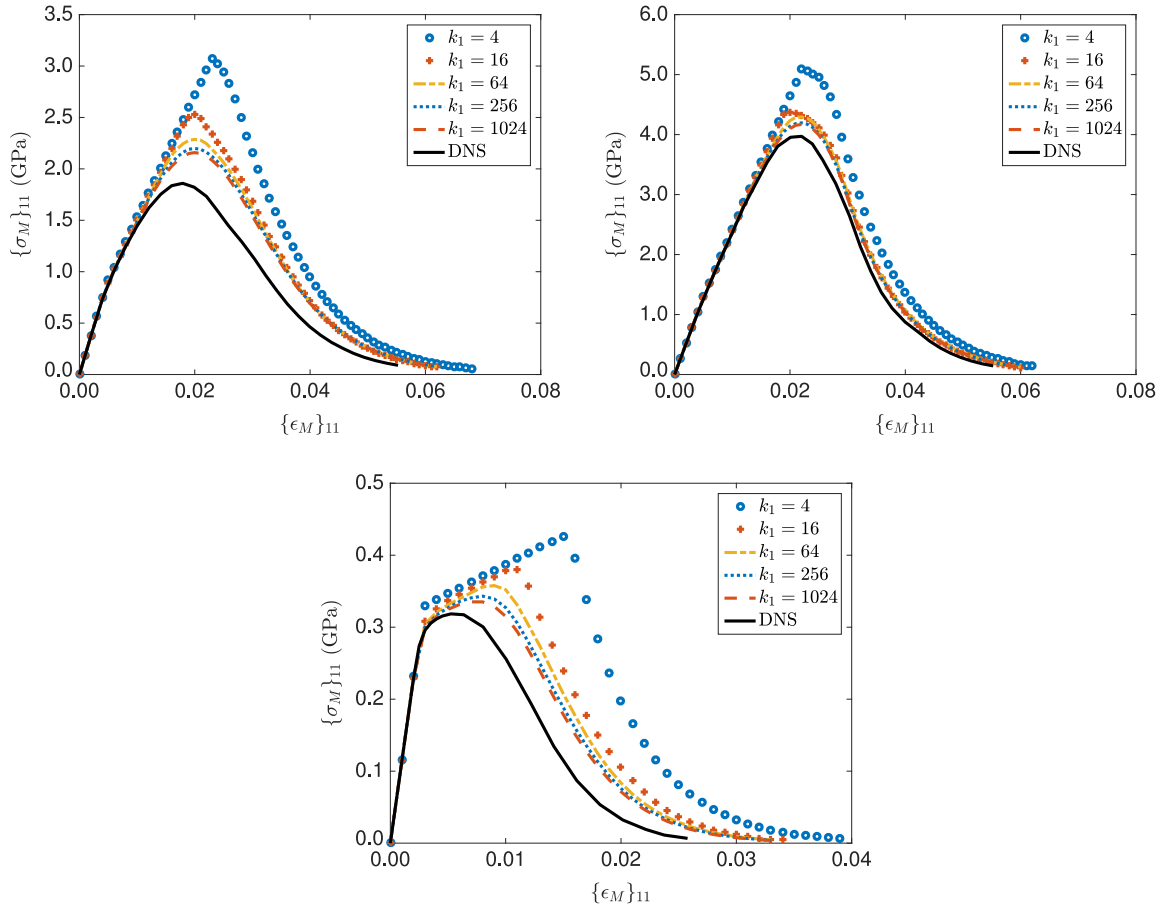 3.5
3.0
2.5
2.0
1.5
1.0
0.5
0.0
0.00 0.02 0.04 0.06 0.08
{σ_M}₁₁ (GPa)
{ϵ_M}₁₁
k₁ = 4
k₁ = 16
k₁ = 64
k₁ = 256
k₁ = 1024
DNS
6.0
5.0
4.0
3.0
2.0
1.0
0.0
0.00 0.02 0.04 0.06 0.08
{σ_M}₁₁ (GPa)
{ϵ_M}₁₁
k₁ = 4
k₁ = 16
k₁ = 64
k₁ = 256
k₁ = 1024
DNS
0.5
0.4
0.3
0.2
0.1
0.0
0.00 0.01 0.02 0.03 0.04
{σ_M}₁₁ (GPa)
{ϵ_M}₁₁
k₁ = 4
k₁ = 16
k₁ = 64
k₁ = 256
k₁ = 1024
DNS